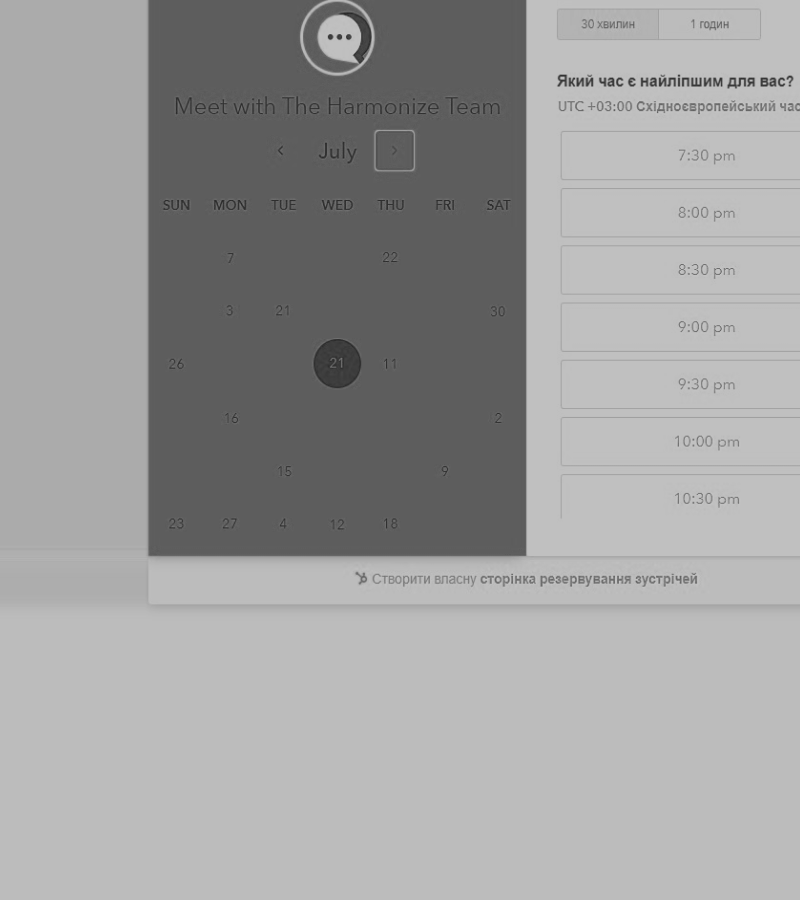 Meet with The Harmonize Team
July
SUN MON TUE WED THU FRI SAT
7 22
3 21 30
26 21 11
16 2
15 9
23 27 4 12 18
30 хвилин 1 годин
Який час є найліпшим для вас?
UTC +03:00 Східноєвропейський час
7:30 pm
8:00 pm
8:30 pm
9:00 pm
9:30 pm
10:00 pm
10:30 pm
Створити власну сторінка резервування зустрічей